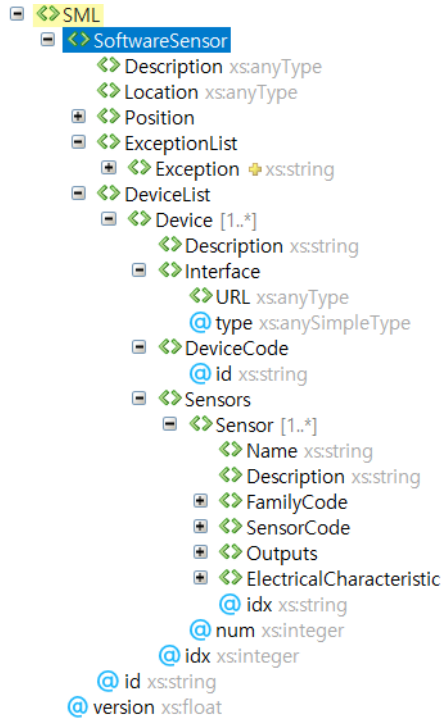 SML
SoftwareSensor
Description xs:anyType
Location xs:anyType
Position
ExceptionList
Exception xs:string
DeviceList
Device [1..*]
Description xs:string
Interface
URL xs:anyType
@ type xs:anySimpleType
DeviceCode
@ id xs:string
Sensors
Sensor [1..*]
Name xs:string
Description xs:string
FamilyCode
SensorCode
Outputs
ElectricalCharacteristic
@ idx xs:string
@ num xs:integer
@ idx xs:integer
@ id xs:string
@ version xs:float